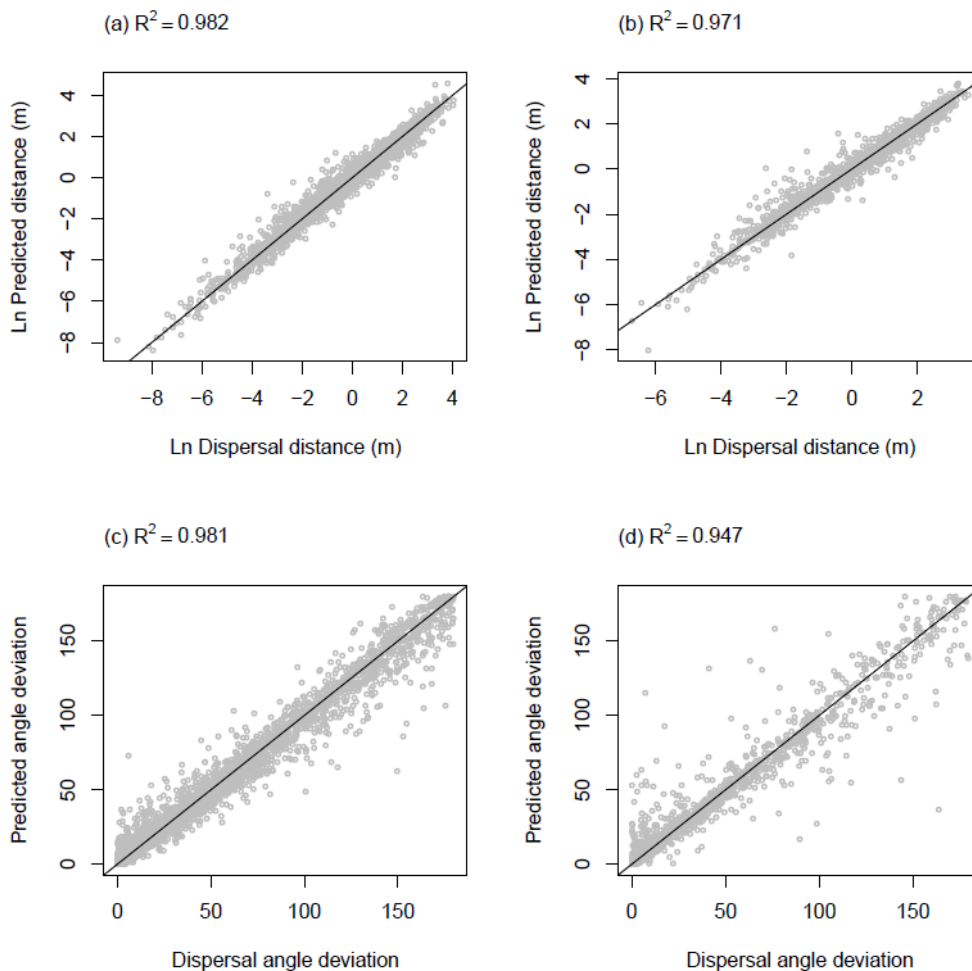 (a) R² = 0.982
(b) R² = 0.971
Ln Predicted distance (m)
4
2
0
−2
−4
−6
−8
−8 −6 −4 −2 0 2 4
Ln Dispersal distance (m)
Ln Predicted distance (m)
4
2
0
−2
−4
−6
−8
−6 −4 −2 0 2
Ln Dispersal distance (m)
(c) R² = 0.981
(d) R² = 0.947
Predicted angle deviation
150
100
50
0
0 50 100 150
Dispersal angle deviation
Predicted angle deviation
150
100
50
0
0 50 100 150
Dispersal angle deviation